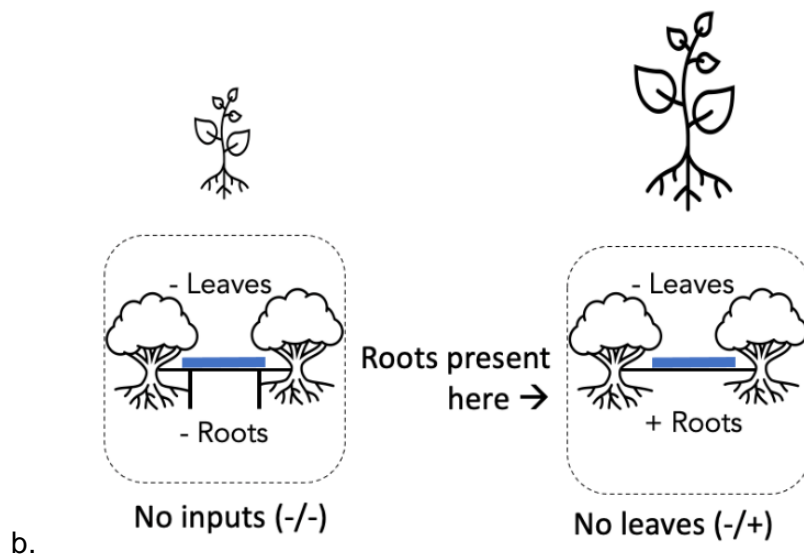 - Leaves
- Roots
No inputs (-/-)
Roots present
here →
- Leaves
+ Roots
No leaves (-/+)
b.